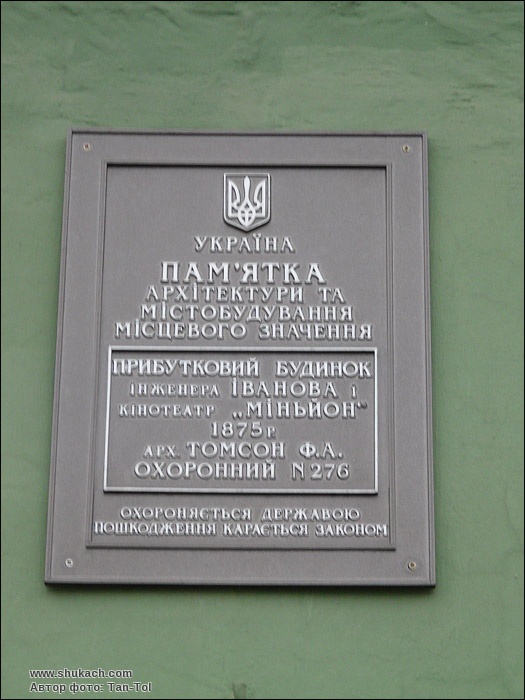 УКРАЇНА
ПАМ'ЯТКА
АРХІТЕКТУРИ ТА
МІСТОБУДУВАННЯ
МІСЦЕВОГО ЗНАЧЕННЯ
ПРИБУТКОВИЙ БУДИНОК
ІНЖЕНЕРА ІВАНОВА і
КІНОТЕАТР „МІНЬЙОН"
1875 р.
АРХ. ТОМСОН Ф.А.
ОХОРОННИЙ N 276
ОХОРОНЯЄТЬСЯ ДЕРЖАВОЮ
ПОШКОДЖЕННЯ КАРАЄТЬСЯ ЗАКОНОМ
www.shukach.com
Автор фото: Tan-Tol